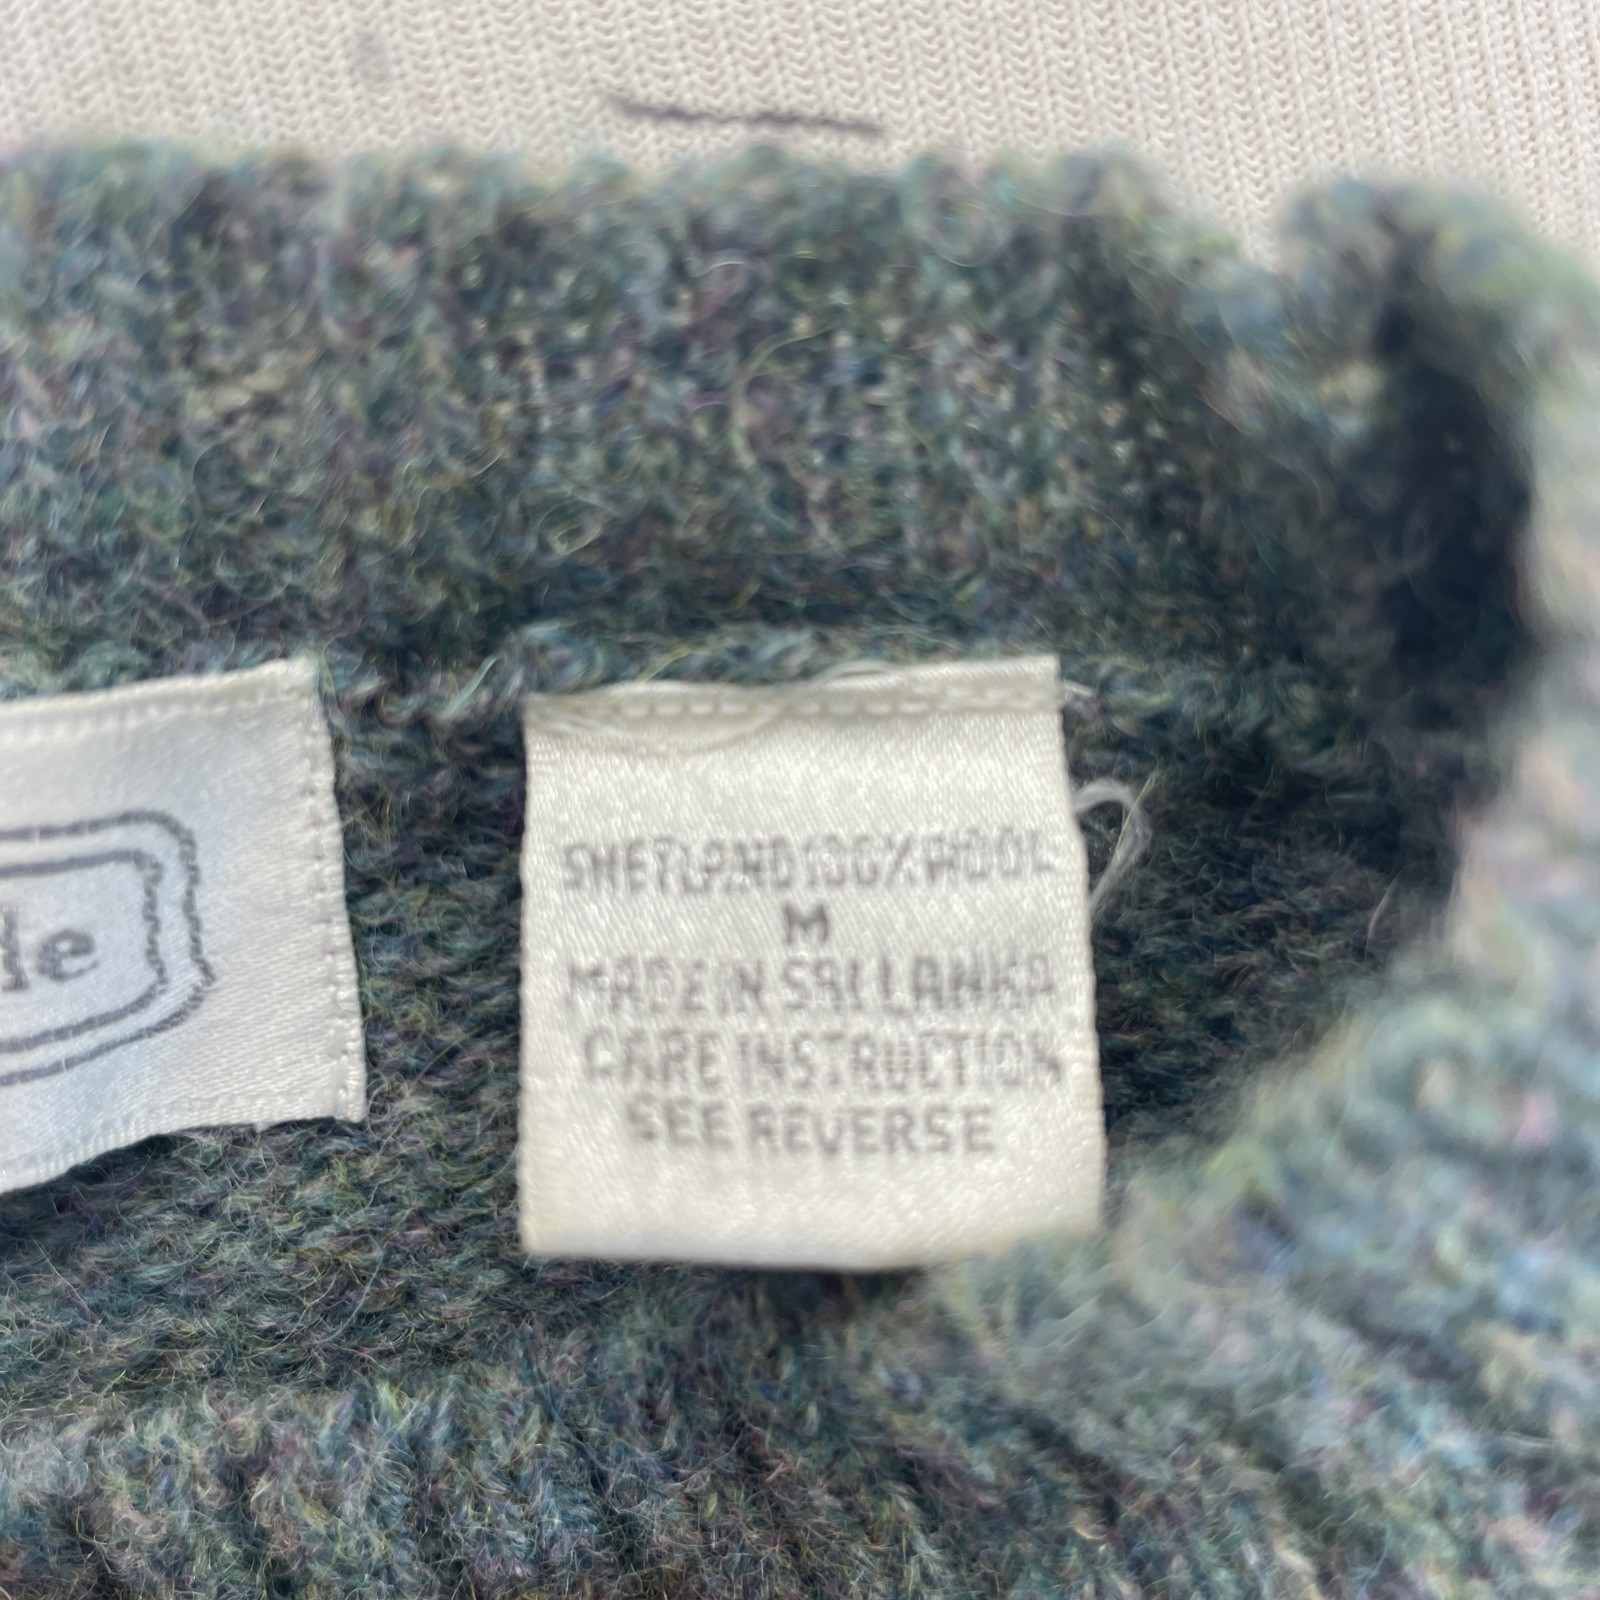 le
SHETLAND 100% WOOL
M
MADE IN SRI LANKA
CARE INSTRUCTION
SEE REVERSE